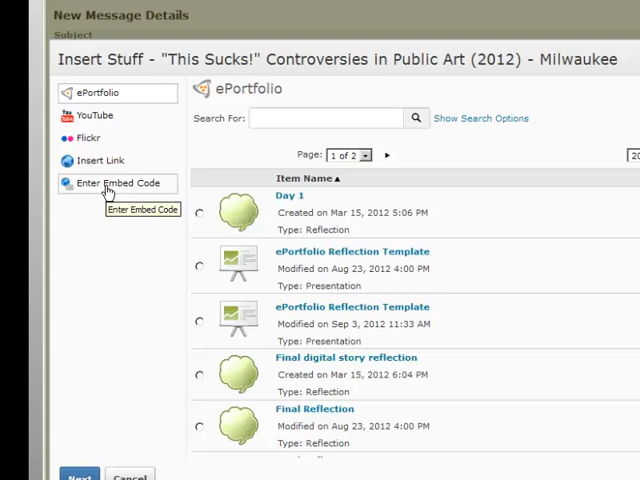 New Message Details
Subject
Insert Stuff - "This Sucks!" Controversies in Public Art (2012) - Milwaukee
ePortfolio
YouTube
Flickr
Insert Link
Enter Embed Code
Enter Embed Code
ePortfolio
Search For:
Show Search Options
Page: 1 of 2
20
Item Name
Day 1
Created on Mar 15, 2012 5:06 PM
Type: Reflection
ePortfolio Reflection Template
Modified on Aug 23, 2012 4:00 PM
Type: Presentation
ePortfolio Reflection Template
Modified on Sep 3, 2012 11:33 AM
Type: Presentation
Final digital story reflection
Created on Mar 15, 2012 6:04 PM
Type: Reflection
Final Reflection
Modified on Aug 23, 2012 4:00 PM
Type: Reflection
Next
Cancel